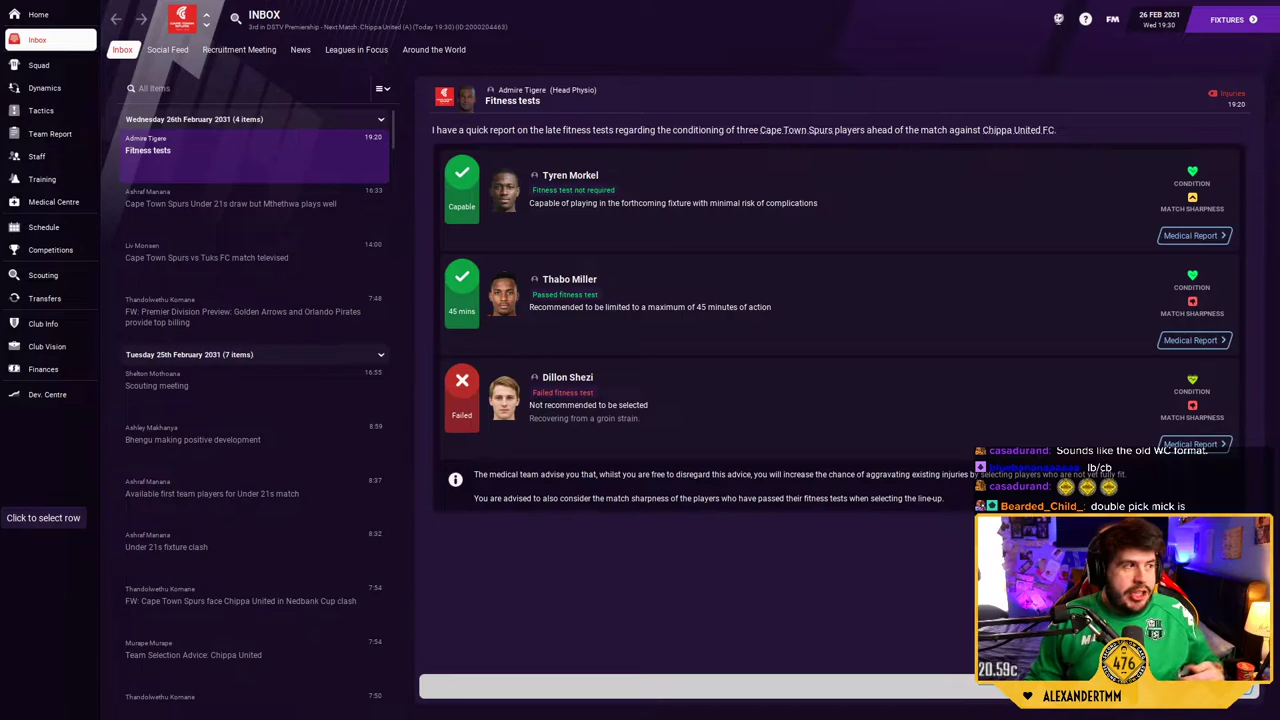 Home
INBOX
3rd in DSTV Premiership - Next Match: Chippa United (A) (Today 19:30) (ID:2000204463)
FM
26 FEB 2031
Wed 19:30
FIXTURES
Inbox
Squad
Dynamics
Tactics
Team Report
Staff
Training
Medical Centre
Schedule
Competitions
Scouting
Transfers
Club Info
Club Vision
Finances
Dev. Centre
Click to select row
Inbox Social Feed Recruitment Meeting News Leagues in Focus Around the World
All Items
Wednesday 26th February 2031 (4 items)
Admire Tigere 19:20
Fitness tests
Ashraf Manana 16:33
Cape Town Spurs Under 21s draw but Mthethwa plays well
Liv Monsen 14:00
Cape Town Spurs vs Tuks FC match televised
Thandolwethu Komane 7:48
FW: Premier Division Preview: Golden Arrows and Orlando Pirates
provide top billing
Tuesday 25th February 2031 (7 items)
Shelton Mothoana 16:55
Scouting meeting
Ashley Makhanya 8:59
Bhengu making positive development
Ashraf Manana 8:37
Available first team players for Under 21s match
Ashraf Manana 8:32
Under 21s fixture clash
Thandolwethu Komane 7:54
FW: Cape Town Spurs face Chippa United in Nedbank Cup clash
Murape Murape 7:54
Team Selection Advice: Chippa United
Thandolwethu Komane 7:50
Admire Tigere (Head Physio)
Fitness tests
Injuries
19:20
I have a quick report on the late fitness tests regarding the conditioning of three Cape Town Spurs players ahead of the match against Chippa United FC.
Capable
Tyren Morkel
Fitness test not required
Capable of playing in the forthcoming fixture with minimal risk of complications
CONDITION
MATCH SHARPNESS
Medical Report
45 mins
Thabo Miller
Passed fitness test
Recommended to be limited to a maximum of 45 minutes of action
CONDITION
MATCH SHARPNESS
Medical Report
Failed
Dillon Shezi
Failed fitness test
Not recommended to be selected
Recovering from a groin strain.
CONDITION
MATCH SHARPNESS
Medical Report
The medical team advise you that, whilst you are free to disregard this advice, you will increase the chance of aggravating existing injuries by selecting players who are not yet fully fit.
You are advised to also consider the match sharpness of the players who have passed their fitness tests when selecting the line-up.
casadurand: Sounds like the old WC format.
lb/cb
casadurand:
Bearded_Child_: double pick mick is
20.59c
476
ALEXANDERTMM